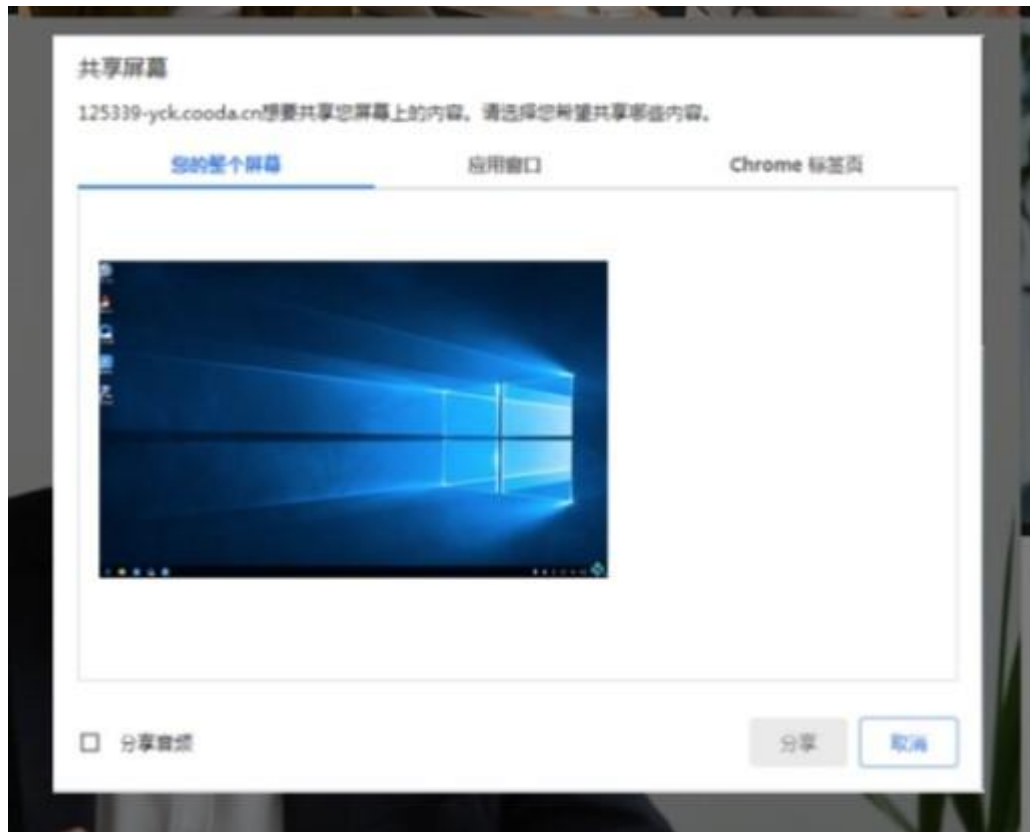 共享屏幕
125339-yck.cooda.cn想要共享您屏幕上的内容。请选择您希望共享哪些内容。
您的整个屏幕
应用窗口
Chrome 标签页
分享音频
分享
取消